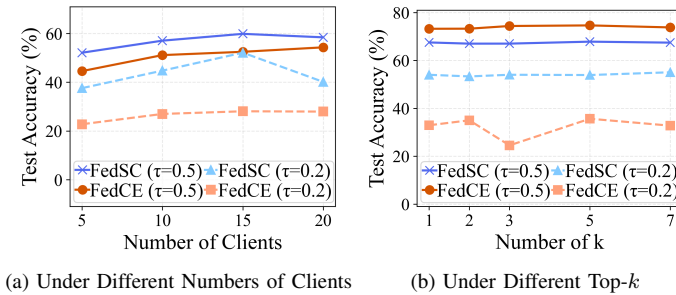 Test Accuracy (%)
60
40
20
0
FedSC (τ=0.5)
FedSC (τ=0.2)
FedCE (τ=0.5)
FedCE (τ=0.2)
5
10
15
20
Number of Clients
(a) Under Different Numbers of Clients
Test Accuracy (%)
80
60
40
20
0
FedSC (τ=0.5)
FedSC (τ=0.2)
FedCE (τ=0.5)
FedCE (τ=0.2)
1
2
3
5
7
Number of k
(b) Under Different Top-k